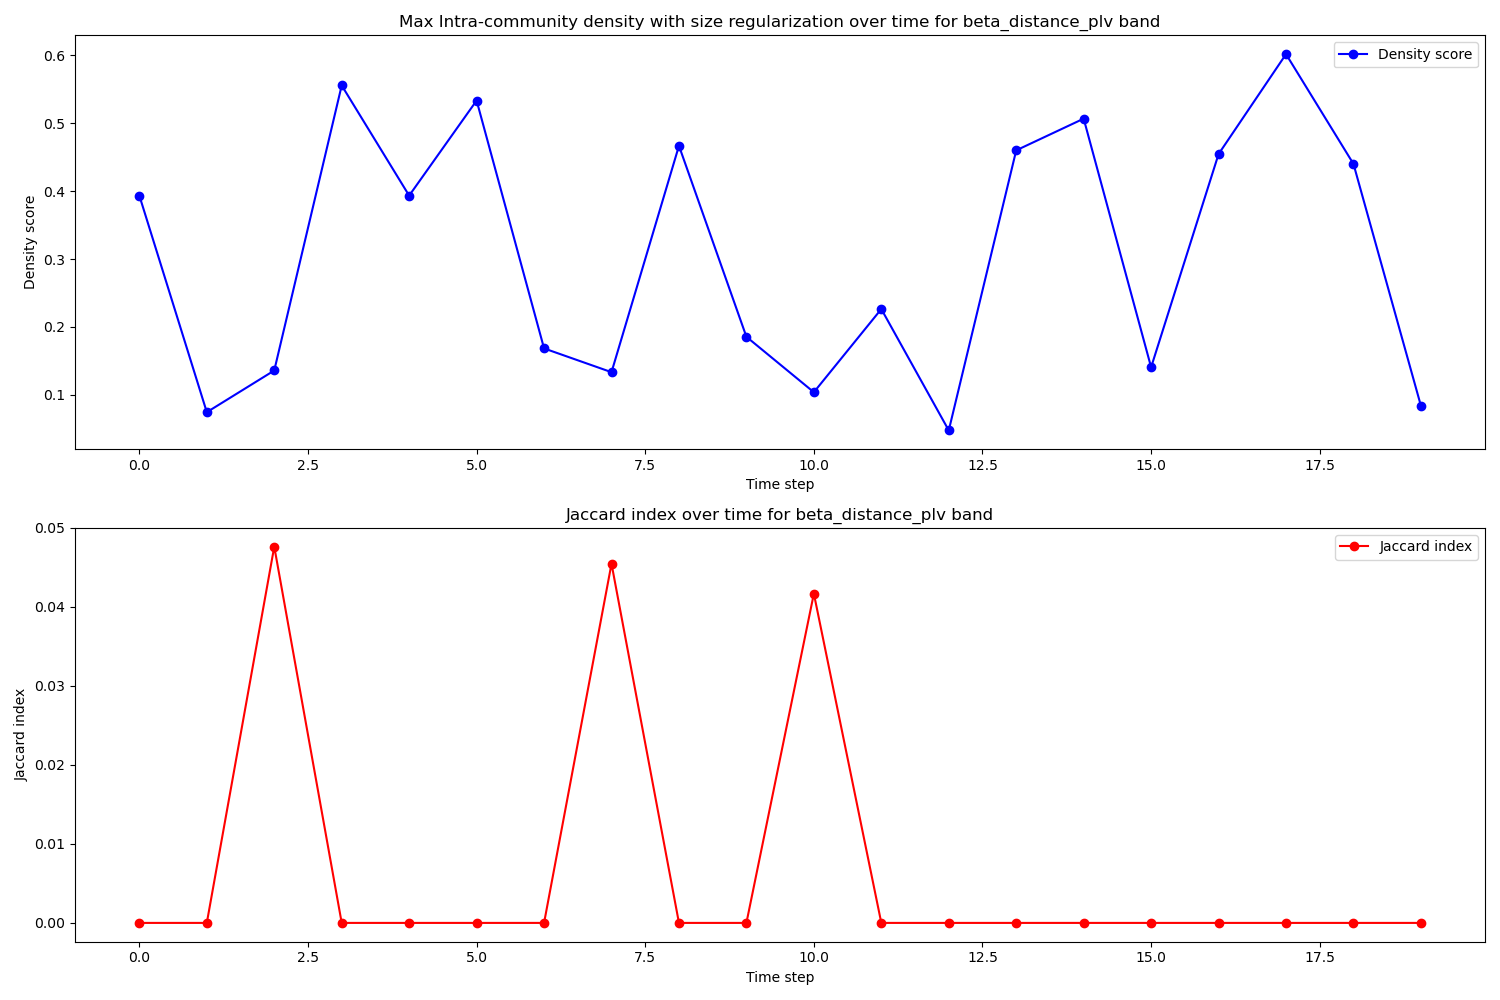 Max Intra-community density with size regularization over time for beta_distance_plv band
Density score
0.6
0.5
0.4
0.3
0.2
0.1
Density score
0.0 2.5 5.0 7.5 10.0 12.5 15.0 17.5
Time step
Jaccard index over time for beta_distance_plv band
Jaccard index
0.05
0.04
0.03
0.02
0.01
0.00
Jaccard index
0.0 2.5 5.0 7.5 10.0 12.5 15.0 17.5
Time step